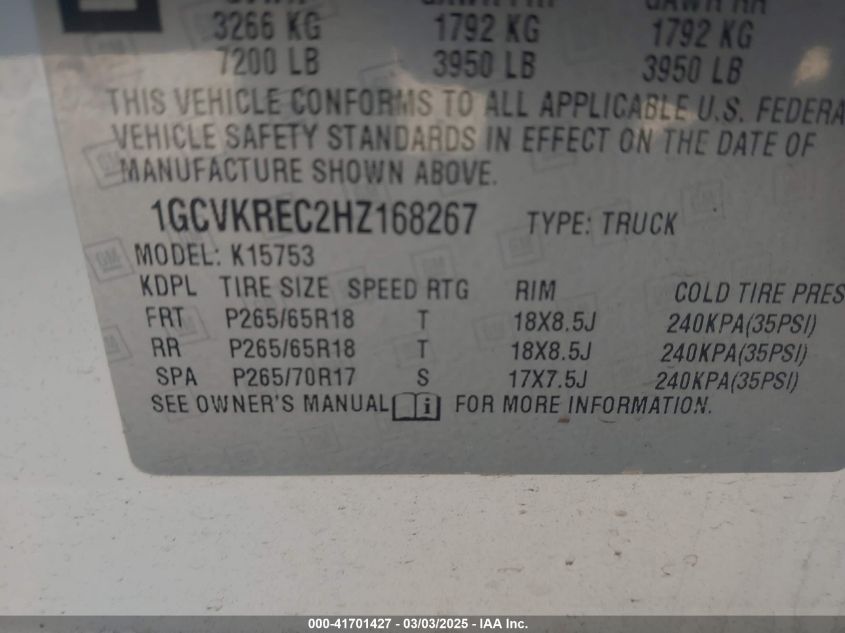 3266 KG 1792 KG 1792 KG
7200 LB 3950 LB 3950 LB
THIS VEHICLE CONFORMS TO ALL APPLICABLE U.S. FEDERA
VEHICLE SAFETY STANDARDS IN EFFECT ON THE DATE OF
MANUFACTURE SHOWN ABOVE.
1GCVKREC2HZ168267 TYPE: TRUCK
MODEL: K15753
KDPL TIRE SIZE SPEED RTG RIM COLD TIRE PRES
FRT P265/65R18 T 18X8.5J 240KPA(35PSI)
RR P265/65R18 T 18X8.5J 240KPA(35PSI)
SPA P265/70R17 S 17X7.5J 240KPA(35PSI)
SEE OWNER'S MANUAL i FOR MORE INFORMATION.
000-41701427 - 03/03/2025 - IAA Inc.